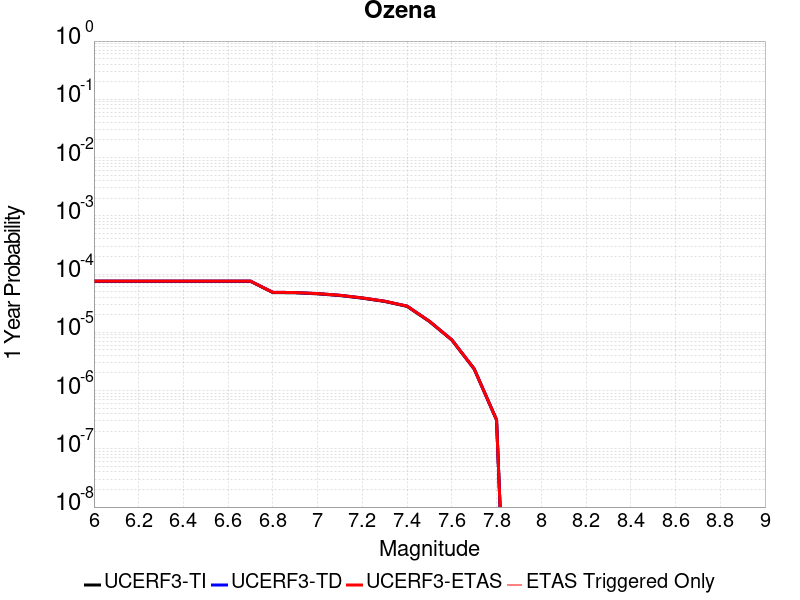 Ozena
1 Year Probability
10^0
10^-1
10^-2
10^-3
10^-4
10^-5
10^-6
10^-7
10^-8
6 6.2 6.4 6.6 6.8 7 7.2 7.4 7.6 7.8 8 8.2 8.4 8.6 8.8 9
Magnitude
UCERF3-TI UCERF3-TD UCERF3-ETAS ETAS Triggered Only